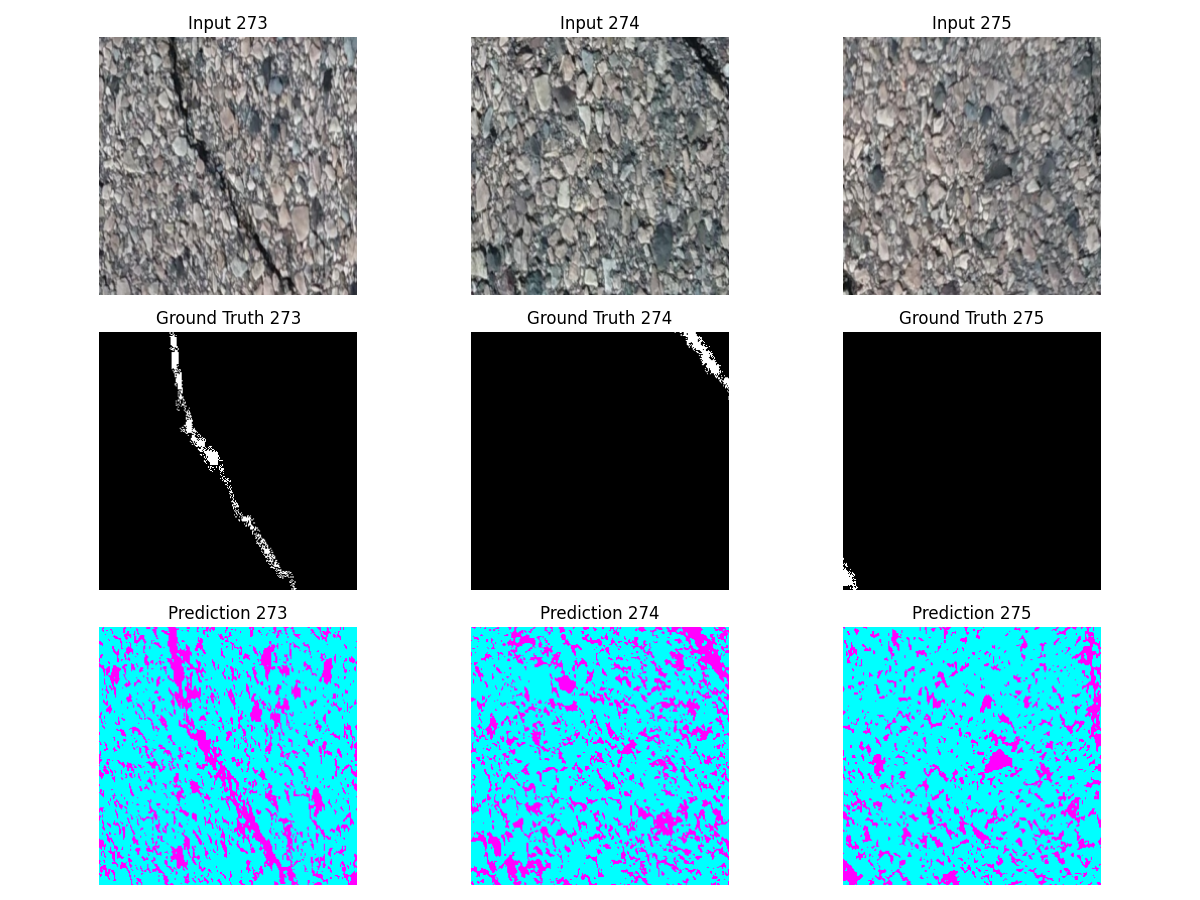 Input 273
Input 274
Input 275
Ground Truth 273
Ground Truth 274
Ground Truth 275
Prediction 273
Prediction 274
Prediction 275